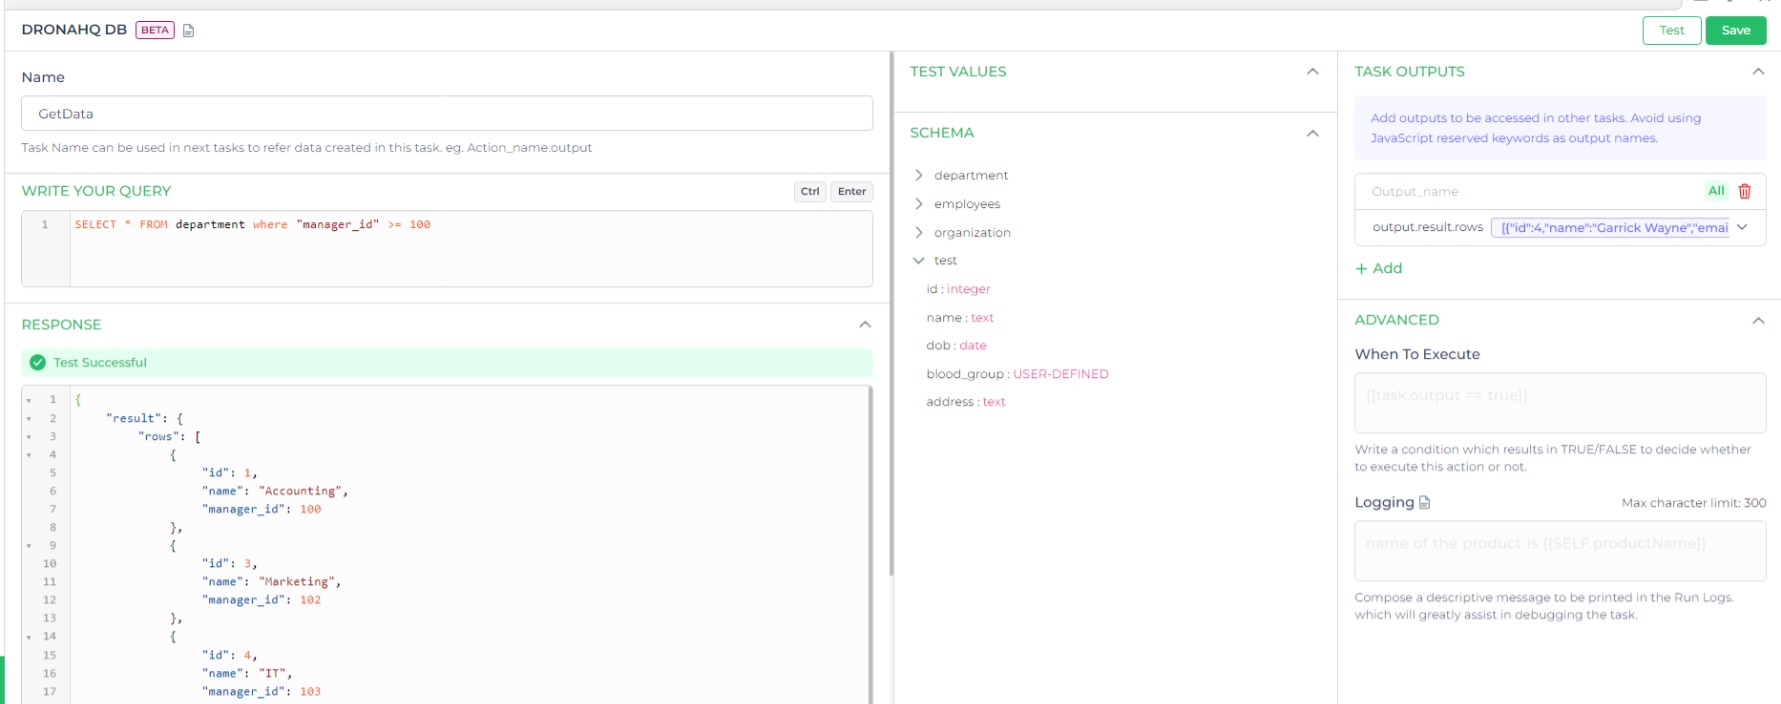 DRONAHQ DB BETA
Test Save
Name
GetData
Task Name can be used in next tasks to refer data created in this task. eg. Action_name.output
WRITE YOUR QUERY Ctrl Enter
1 SELECT * FROM department where "manager_id" >= 100
RESPONSE
Test Successful
1 {
2 "result": {
3 "rows": [
4 {
5 "id": 1,
6 "name": "Accounting",
7 "manager_id": 100
8 },
9 {
10 "id": 3,
11 "name": "Marketing",
12 "manager_id": 102
13 },
14 {
15 "id": 4,
16 "name": "IT",
17 "manager_id": 103
TEST VALUES
SCHEMA
department
employees
organization
test
id : integer
name : text
dob : date
blood_group : USER-DEFINED
address : text
TASK OUTPUTS
Add outputs to be accessed in other tasks. Avoid using
JavaScript reserved keywords as output names.
Output_name All
output.result.rows [{"id":4,"name":"Garrick Wayne","emai
+ Add
ADVANCED
When To Execute
{{task.output == true}}
Write a condition which results in TRUE/FALSE to decide whether
to execute this action or not.
Logging Max character limit: 300
name of the product is {{SELF.productName}}
Compose a descriptive message to be printed in the Run Logs.
which will greatly assist in debugging the task.